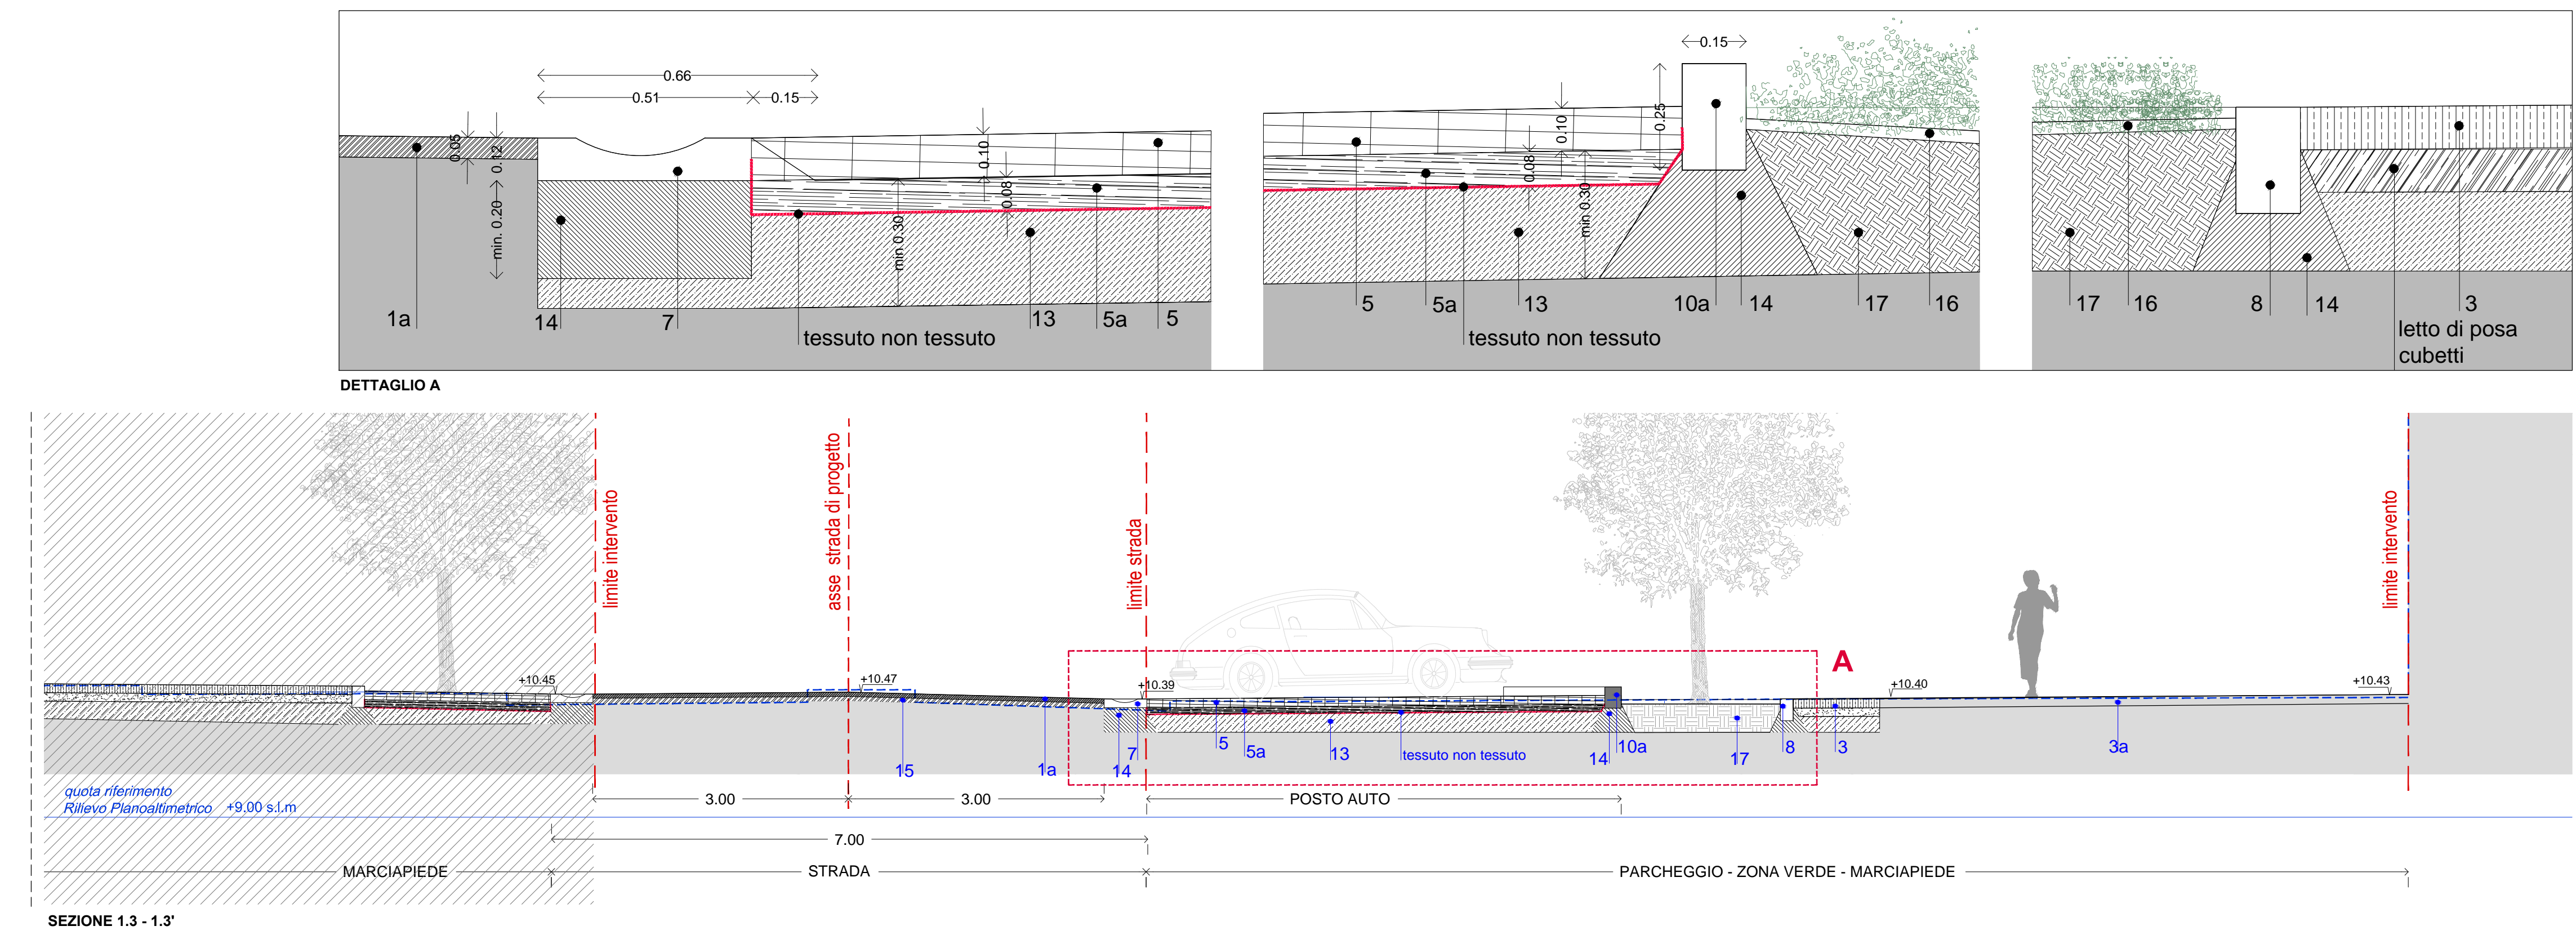 0.66
0.51
0.15
0.05
0.12
min. 0.20
0.10
0.08
min 0.30
1a
14
7
tessuto non tessuto
13
5a
5
0.15
0.25
0.10
0.08
min 0.30
5
5a
tessuto non tessuto
13
10a
14
17
16
17
16
8
14
3
letto di posa
cubetti
DETTAGLIO A
limite intervento
asse strada di progetto
limite strada
limite intervento
A
+10.45
+10.47
+10.39
+10.40
+10.43
15
1a
14
7
5
5a
13
tessuto non tessuto
14
10a
17
8
3
3a
quota riferimento
Rilievo Planoaltimetrico +9.00 s.l.m
3.00
3.00
POSTO AUTO
7.00
MARCIAPIEDE
STRADA
PARCHEGGIO - ZONA VERDE - MARCIAPIEDE
SEZIONE 1.3 - 1.3'